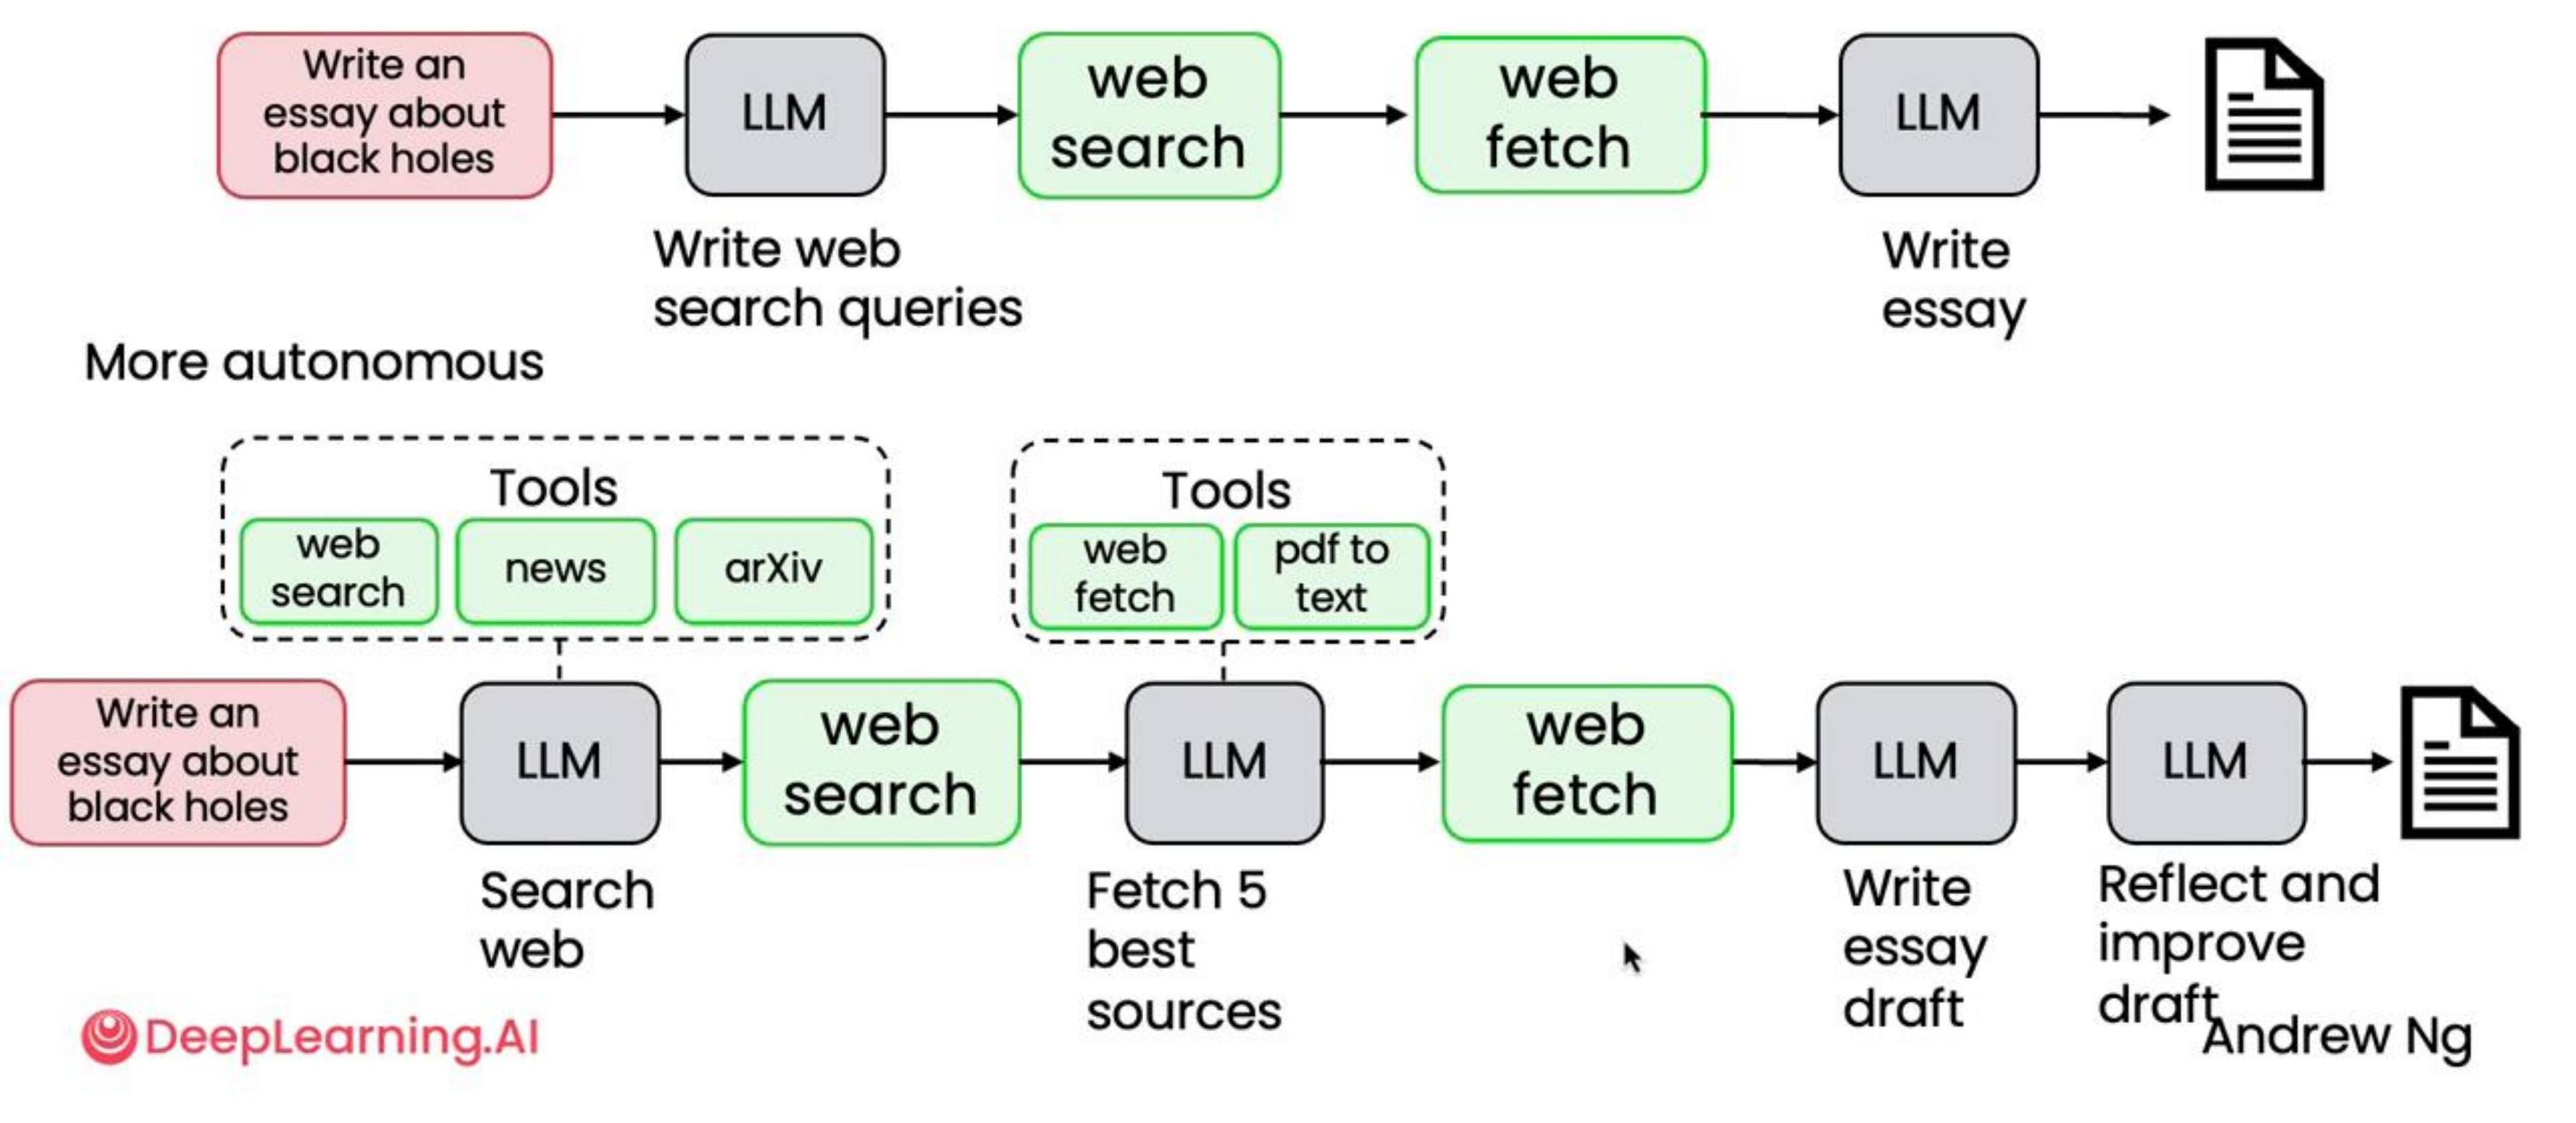 Write an
essay about
black holes
LLM
web
search
web
fetch
LLM
Write web
search queries
Write
essay
More autonomous
Tools
web
search
news
arXiv
Tools
web
fetch
pdf to
text
Write an
essay about
black holes
LLM
web
search
LLM
web
fetch
LLM
LLM
Search
web
Fetch 5
best
sources
Write
essay
draft
Reflect and
improve
draft
DeepLearning.AI
Andrew Ng